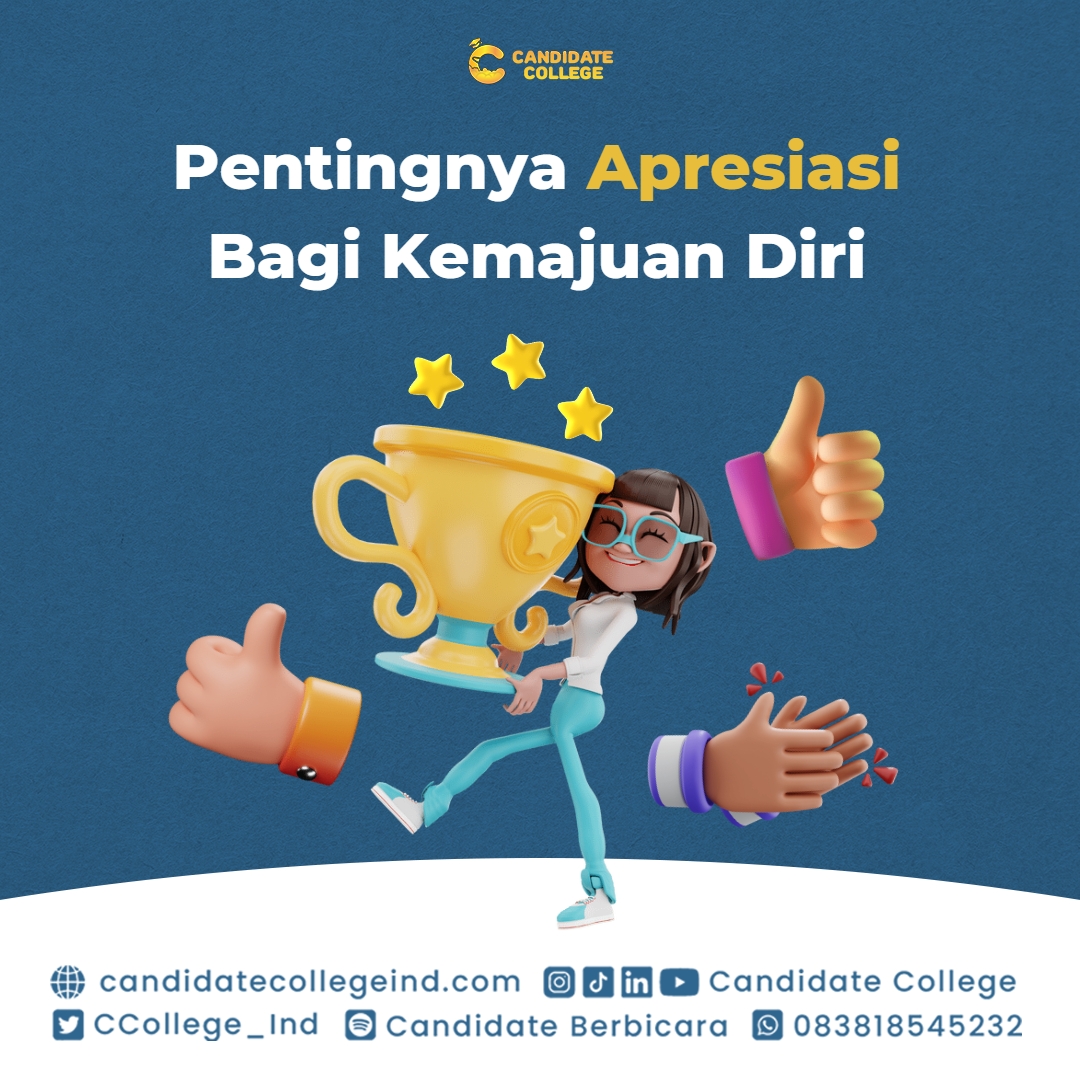 CANDIDATE
COLLEGE
Pentingnya Apresiasi
Bagi Kemajuan Diri
candidatecollegeind.com Candidate College
CCollege_Ind Candidate Berbicara 083818545232